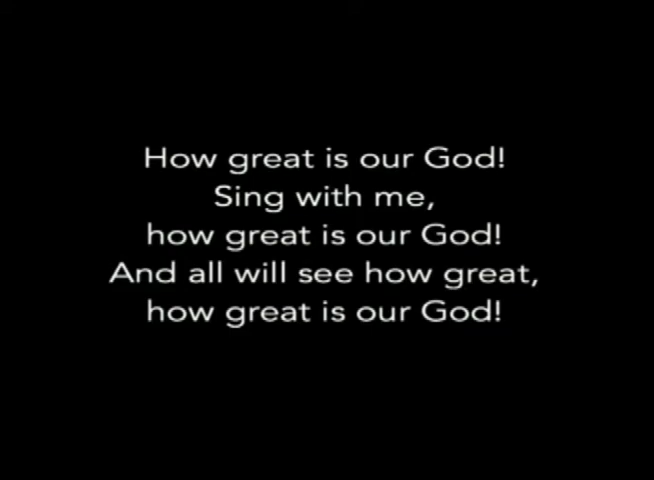 How great is our God!
Sing with me,
how great is our God!
And all will see how great,
how great is our God!